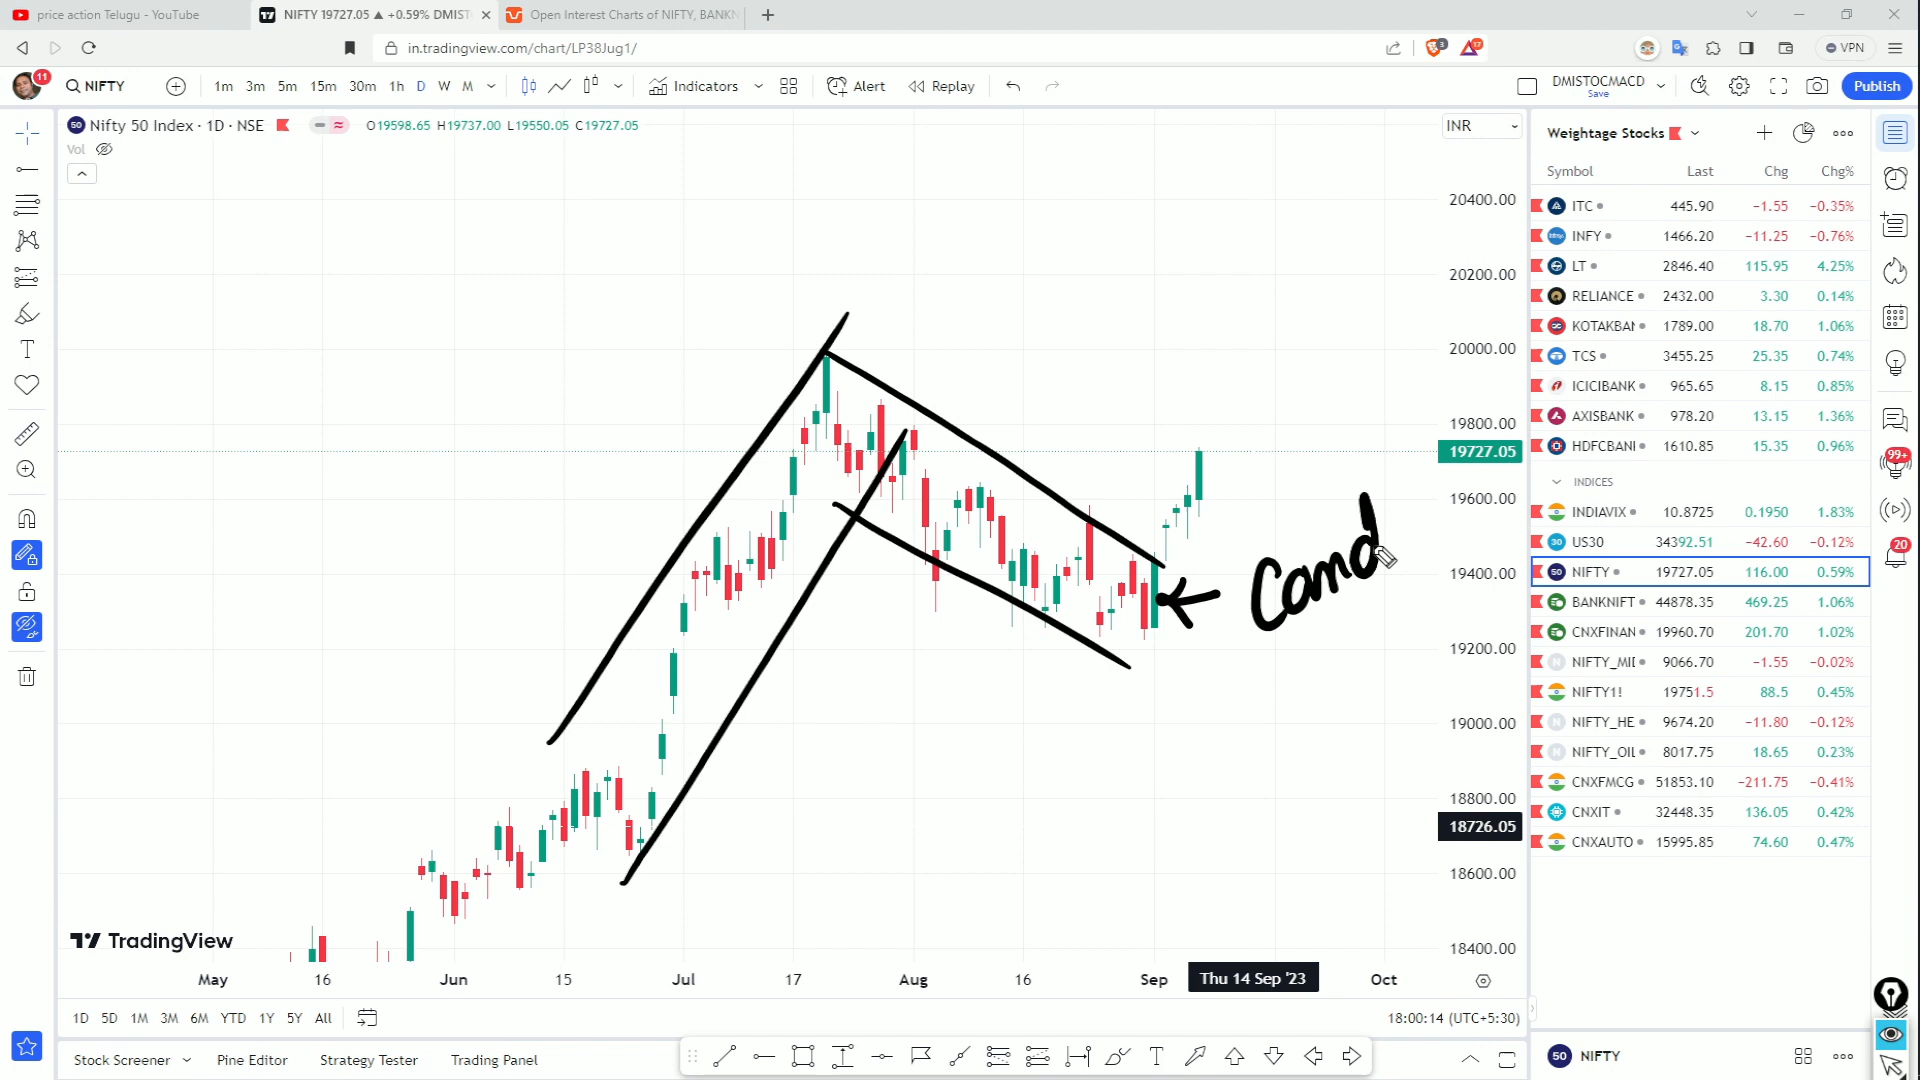 price action Telugu - YouTube
NIFTY 19727.05 ▲ +0.59% DMIST
Open Interest Charts of NIFTY, BANKN
in.tradingview.com/chart/LP38Jug1/
3
17
VPN
11
NIFTY
1m 3m 5m 15m 30m 1h D W M
Indicators
Alert
Replay
DMISTOCMACD
Save
Publish
50 Nifty 50 Index · 1D · NSE
O19598.65 H19737.00 L19550.05 C19727.05
Vol
INR
20400.00
20200.00
20000.00
19800.00
19727.05
19600.00
19400.00
19200.00
19000.00
18800.00
18726.05
18600.00
18400.00
Cand
TradingView
May 16 Jun 15 Jul 17 Aug 16 Sep Thu 14 Sep '23 Oct
1D 5D 1M 3M 6M YTD 1Y 5Y All
18:00:14 (UTC+5:30)
Stock Screener
Pine Editor
Strategy Tester
Trading Panel
Weightage Stocks
Symbol Last Chg Chg%
ITC 445.90 −1.55 −0.35%
INFY 1466.20 −11.25 −0.76%
LT 2846.40 115.95 4.25%
RELIANCE 2432.00 3.30 0.14%
KOTAKBAN 1789.00 18.70 1.06%
TCS 3455.25 25.35 0.74%
ICICIBANK 965.65 8.15 0.85%
AXISBANK 978.20 13.15 1.36%
HDFCBANI 1610.85 15.35 0.96%
INDICES
INDIAVIX 10.8725 0.1950 1.83%
30 US30 34392.51 −42.60 −0.12%
50 NIFTY 19727.05 116.00 0.59%
BANKNIFT 44878.35 469.25 1.06%
CNXFINAN 19960.70 201.70 1.02%
N NIFTY_MII 9066.70 −1.55 −0.02%
NIFTY1! 19751.5 88.5 0.45%
N NIFTY_HE 9674.20 −11.80 −0.12%
N NIFTY_OIL 8017.75 18.65 0.23%
CNXFMCG 51853.10 −211.75 −0.41%
CNXIT 32448.35 136.05 0.42%
CNXAUTO 15995.85 74.60 0.47%
99+
20
50 NIFTY